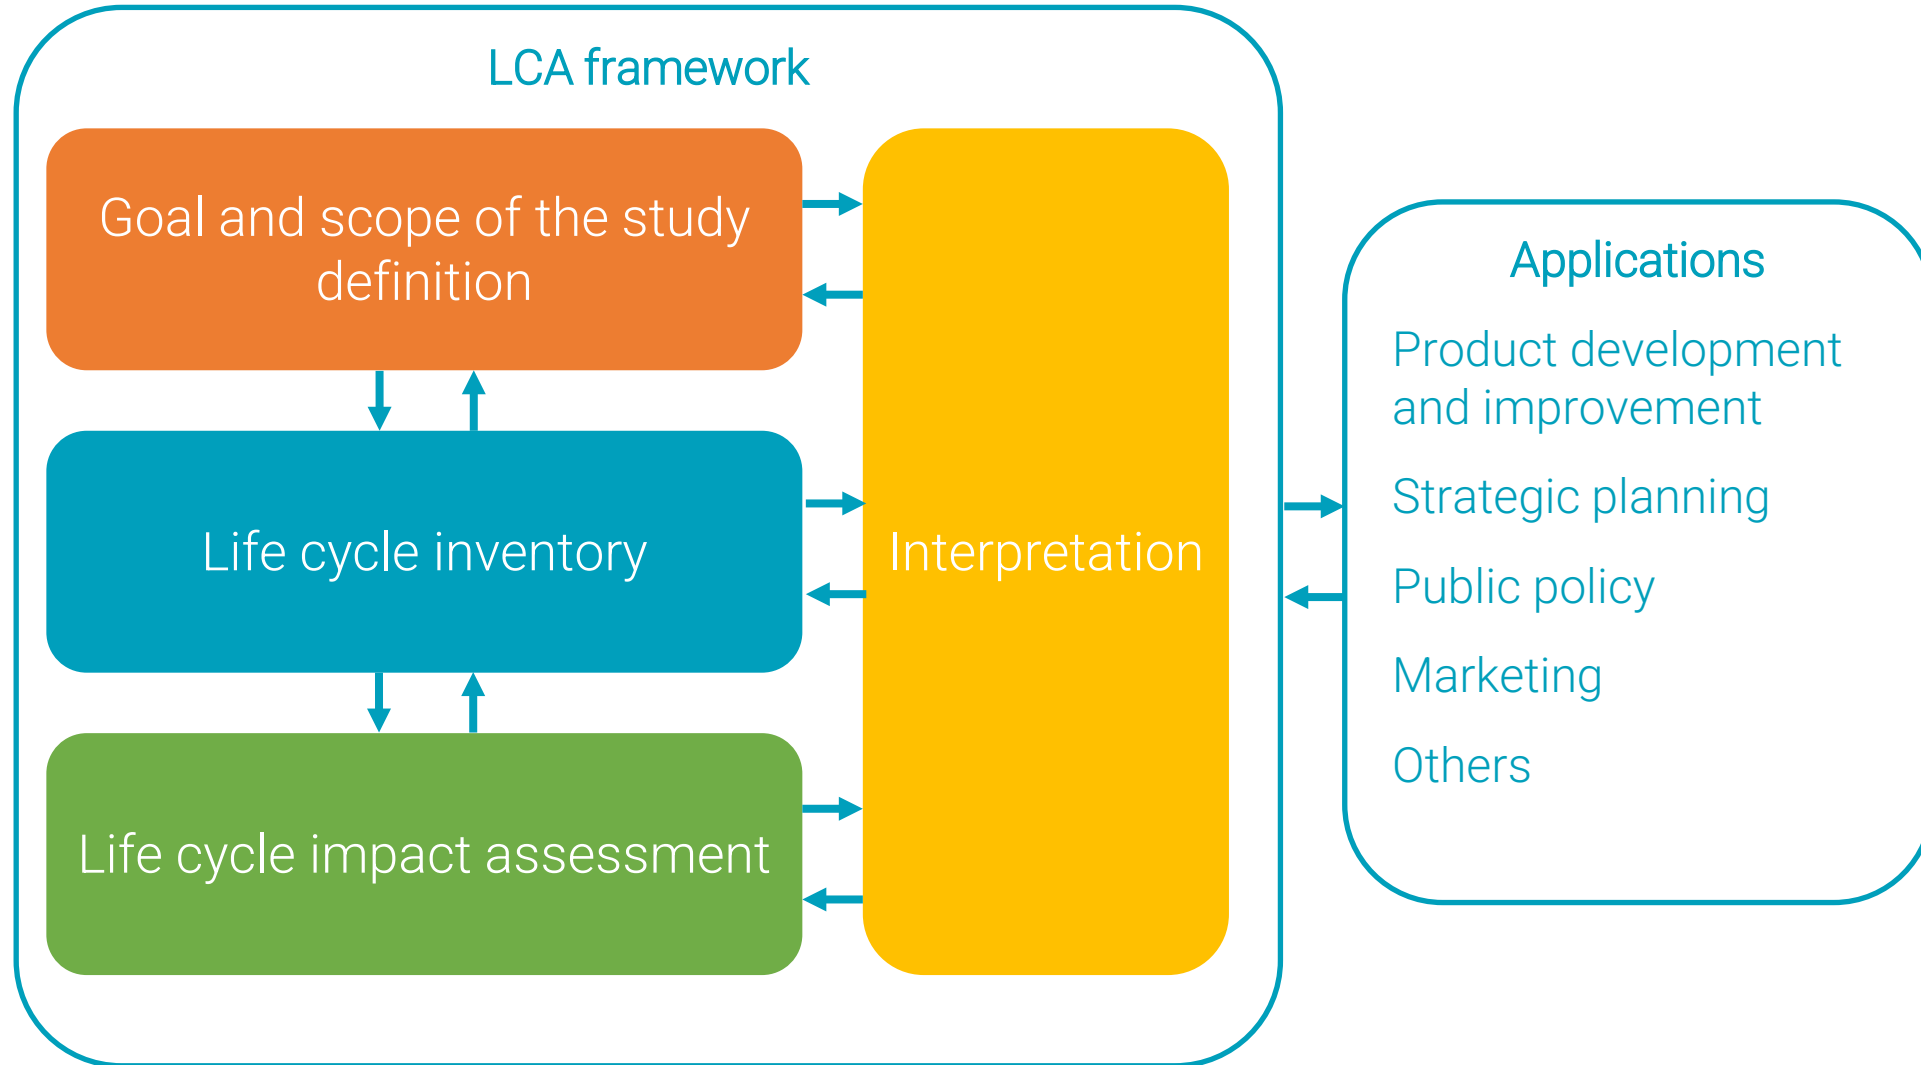 LCA framework
Goal and scope of the study
definition
Life cycle inventory
Life cycle impact assessment
Interpretation
Applications
Product development
and improvement
Strategic planning
Public policy
Marketing
Others